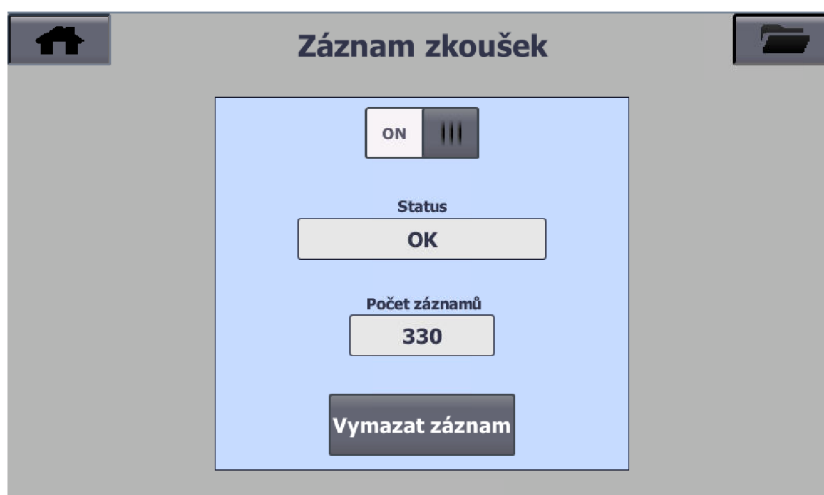 Záznam zkoušek
ON
Status
OK
Počet záznamů
330
Vymazat záznam